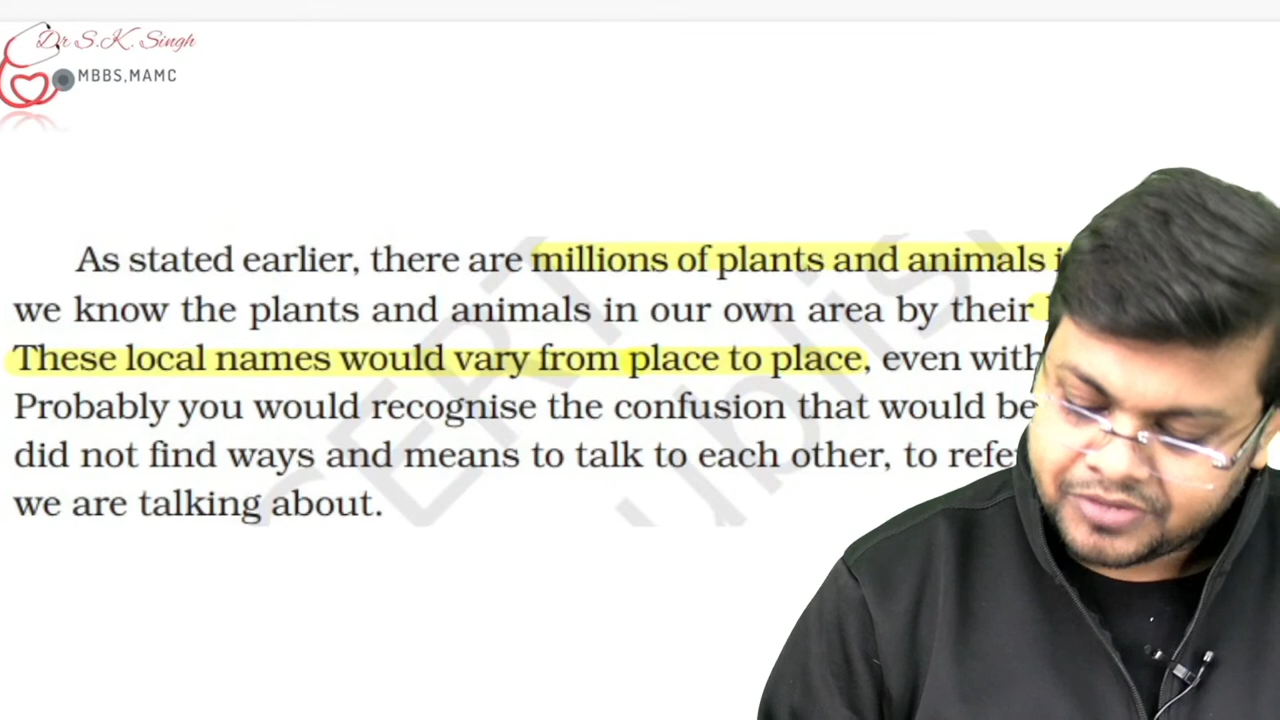 Dr S.K. Singh
MBBS,MAMC
As stated earlier, there are millions of plants and animals
we know the plants and animals in our own area by their
These local names would vary from place to place, even
Probably you would recognise the confusion that would be
did not find ways and means to talk to each other, to
we are talking about.